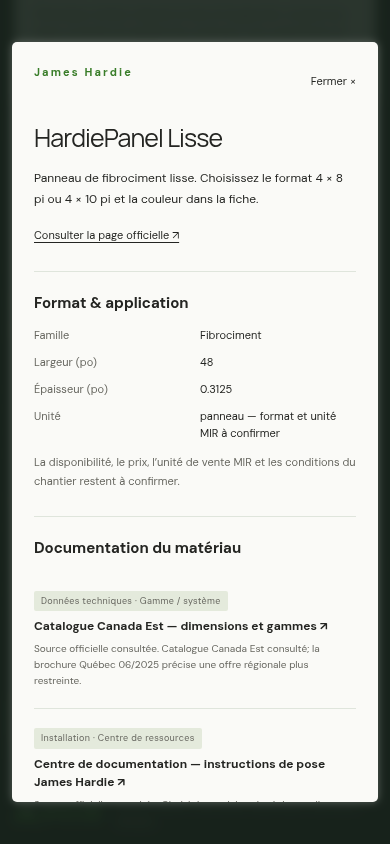 James Hardie
Fermer ×
HardiePanel Lisse
Panneau de fibrociment lisse. Choisissez le format 4 × 8
pi ou 4 × 10 pi et la couleur dans la fiche.
Consulter la page officielle ↗
Format & application
Famille Fibrociment
Largeur (po) 48
Épaisseur (po) 0.3125
Unité panneau — format et unité
MIR à confirmer
La disponibilité, le prix, l'unité de vente MIR et les conditions du
chantier restent à confirmer.
Documentation du matériau
Données techniques · Gamme / système
Catalogue Canada Est — dimensions et gammes ↗
Source officielle consultée. Catalogue Canada Est consulté; la
brochure Québec 06/2025 précise une offre régionale plus
restreinte.
Installation · Centre de ressources
Centre de documentation — instructions de pose
James Hardie ↗